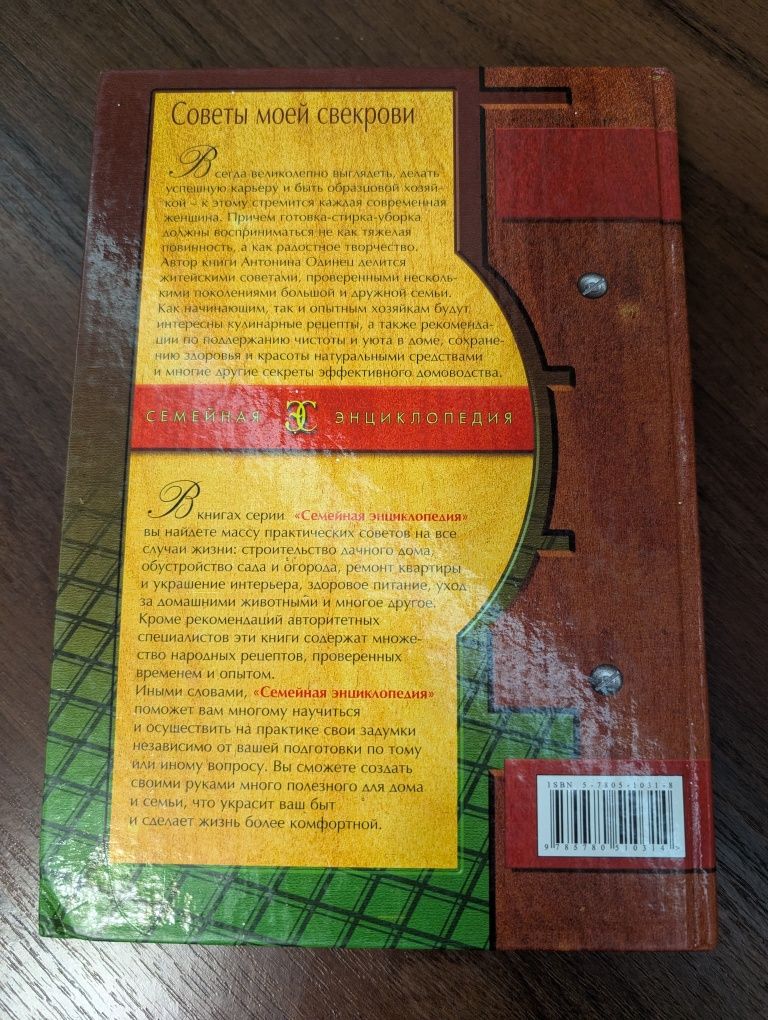 Советы моей свекрови
Всегда великолепно выглядеть, делать
успешную карьеру и быть образцовой хозяй-
кой – к этому стремится каждая современная
женщина. Причем готовка-стирка-уборка
должны восприниматься не как тяжелая
повинность, а как радостное творчество.
Автор книги Антонина Одинец делится
житейскими советами, проверенными несколь-
кими поколениями большой и дружной семьи.
Как начинающим, так и опытным хозяйкам будут
интересны кулинарные рецепты, а также рекоменда-
ции по поддержанию чистоты и уюта в доме, сохране-
нию здоровья и красоты натуральными средствами
и многие другие секреты эффективного домоводства.
СЕМЕЙНАЯ ЭС ЭНЦИКЛОПЕДИЯ
В книгах серии «Семейная энциклопедия»
вы найдете массу практических советов на все
случаи жизни: строительство дачного дома,
обустройство сада и огорода, ремонт квартиры
и украшение интерьера, здоровое питание, уход
за домашними животными и многое другое.
Кроме рекомендаций авторитетных
специалистов эти книги содержат множе-
ство народных рецептов, проверенных
временем и опытом.
Иными словами, «Семейная энциклопедия»
поможет вам многому научиться
и осуществить на практике свои задумки
независимо от вашей подготовки по тому
или иному вопросу. Вы сможете создать
своими руками много полезного для дома
и семьи, что украсит ваш быт
и сделает жизнь более комфортной.
ISBN 5-7805-1031-8
9 785780 510314 >